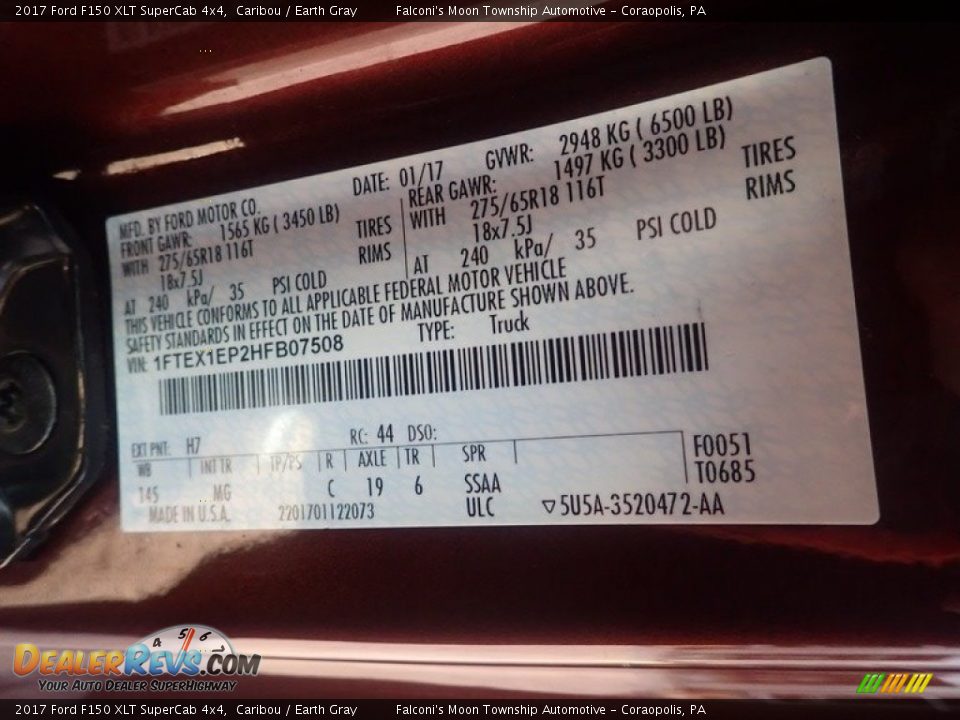 2017 Ford F150 XLT SuperCab 4x4, Caribou / Earth Gray Falconi's Moon Township Automotive - Coraopolis, PA
MFD. BY FORD MOTOR CO. DATE: 01/17 GVWR: 2948 KG ( 6500 LB)
FRONT GAWR: 1565 KG ( 3450 LB) REAR GAWR: 1497 KG ( 3300 LB)
WITH 275/65R18 116T TIRES WITH 275/65R18 116T TIRES
18x7.5J RIMS 18x7.5J RIMS
AT 240 kPa/ 35 PSI COLD AT 240 kPa/ 35 PSI COLD
THIS VEHICLE CONFORMS TO ALL APPLICABLE FEDERAL MOTOR VEHICLE
SAFETY STANDARDS IN EFFECT ON THE DATE OF MANUFACTURE SHOWN ABOVE.
VIN: 1FTEX1EP2HFB07508 TYPE: Truck
EXT PNT: H7 RC: 44 DSO:
WB INT TR TP/PS R AXLE TR SPR F0051
145 MG C 19 6 SSAA T0685
MADE IN U.S.A. 2201701122073 ULC ▽5U5A-3520472-AA
4 5 6
DEALERREVS.COM
YOUR AUTO DEALER SUPERHIGHWAY
2017 Ford F150 XLT SuperCab 4x4, Caribou / Earth Gray Falconi's Moon Township Automotive - Coraopolis, PA